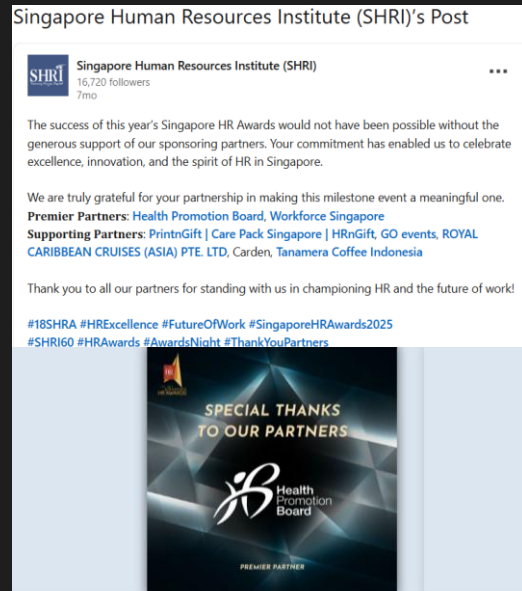 Singapore Human Resources Institute (SHRI)’s Post
SHRI
Singapore Human Resources Institute (SHRI)
16,720 followers
7mo
The success of this year's Singapore HR Awards would not have been possible without the
generous support of our sponsoring partners. Your commitment has enabled us to celebrate
excellence, innovation, and the spirit of HR in Singapore.
We are truly grateful for your partnership in making this milestone event a meaningful one.
Premier Partners: Health Promotion Board, Workforce Singapore
Supporting Partners: PrintnGift | Care Pack Singapore | HRnGift, GO events, ROYAL
CARIBBEAN CRUISES (ASIA) PTE. LTD, Carden, Tanamera Coffee Indonesia
Thank you to all our partners for standing with us in championing HR and the future of work!
#18SHRA #HRExcellence #FutureOfWork #SingaporeHRAwards2025
#SHRI60 #HRAwards #AwardsNight #ThankYouPartners
HR AWARDS
SPECIAL THANKS
TO OUR PARTNERS
Health
Promotion
Board
PREMIER PARTNER